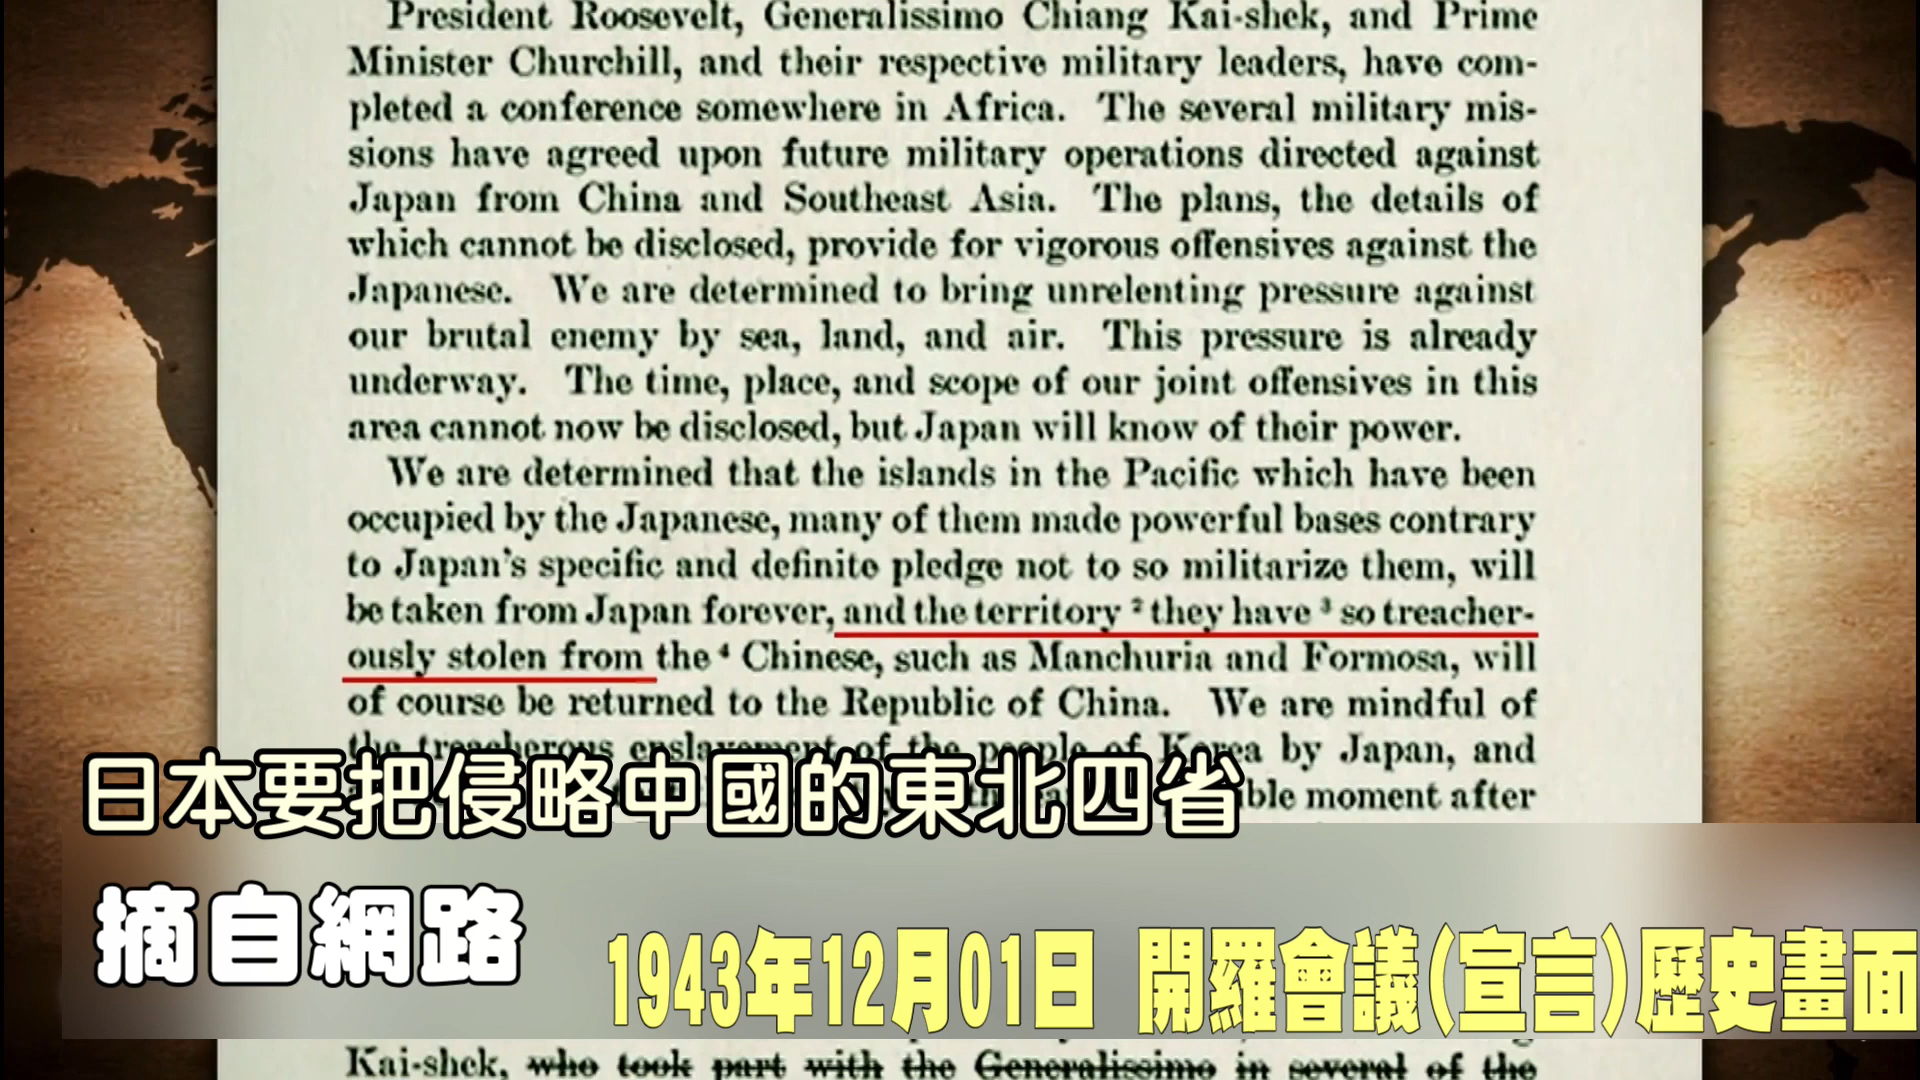 President Roosevelt, Generalissimo Chiang Kai-shek, and Prime
Minister Churchill, and their respective military leaders, have com-
pleted a conference somewhere in Africa. The several military mis-
sions have agreed upon future military operations directed against
Japan from China and Southeast Asia. The plans, the details of
which cannot be disclosed, provide for vigorous offensives against the
Japanese. We are determined to bring unrelenting pressure against
our brutal enemy by sea, land, and air. This pressure is already
underway. The time, place, and scope of our joint offensives in this
area cannot now be disclosed, but Japan will know of their power.
We are determined that the islands in the Pacific which have been
occupied by the Japanese, many of them made powerful bases contrary
to Japan's specific and definite pledge not to so militarize them, will
be taken from Japan forever, and the territory ² they have ³ so treacher-
ously stolen from the ⁴ Chinese, such as Manchuria and Formosa, will
of course be returned to the Republic of China. We are mindful of
the treacherous enslavement of the people of Korea by Japan, and
moment after
日本要把侵略中國的東北四省
摘自網路
1943年12月01日 開羅會議(宣言)歷史畫面
Kai-shek, who took part with the Generalissimo in several of the